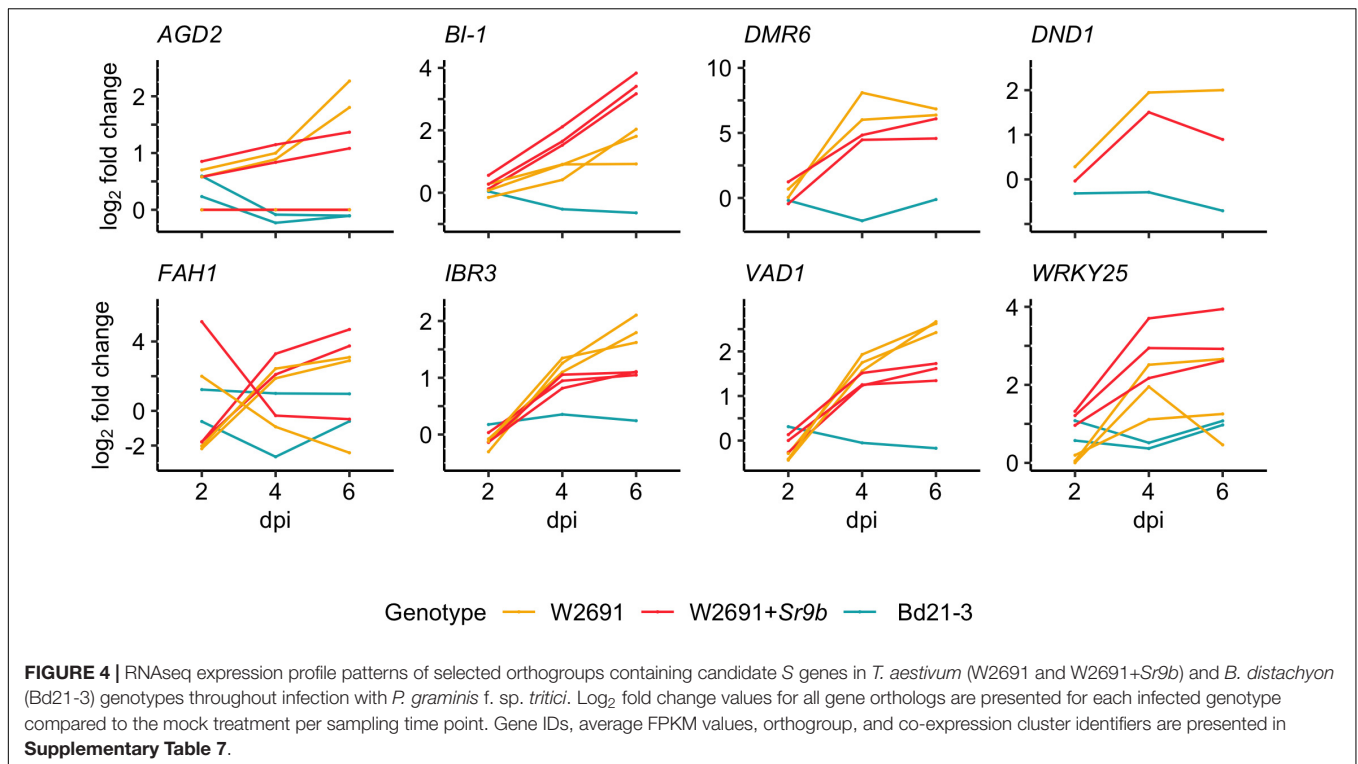 AGD2 BI-1 DMR6 DND1
log2 fold change
2
1
0
4
2
0
10
5
0
2
1
0
FAH1 IBR3 VAD1 WRKY25
log2 fold change
4
2
0
-2
2
1
0
2
1
0
4
2
0
2 4 6 2 4 6 2 4 6 2 4 6
dpi dpi dpi dpi
Genotype W2691 W2691+Sr9b Bd21-3
FIGURE 4 | RNAseq expression profile patterns of selected orthogroups containing candidate S genes in T. aestivum (W2691 and W2691+Sr9b) and B. distachyon
(Bd21-3) genotypes throughout infection with P. graminis f. sp. tritici. Log2 fold change values for all gene orthologs are presented for each infected genotype
compared to the mock treatment per sampling time point. Gene IDs, average FPKM values, orthogroup, and co-expression cluster identifiers are presented in
Supplementary Table 7.